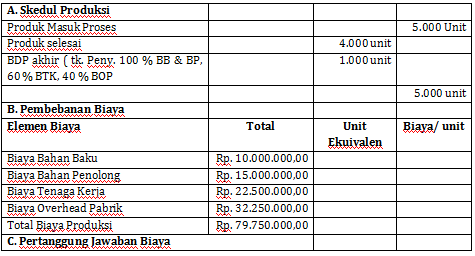 A. Skedul Produksi
Produk Masuk Proses 5.000 Unit
Produk selesai 4.000 unit
BDP akhir ( tk. Peny. 100 % BB & BP, 1.000 unit
60 % BTK, 40 % BOP
5.000 unit
B. Pembebanan Biaya
Elemen Biaya Total Unit Biaya/ unit
Ekuivalen
Biaya Bahan Baku Rp. 10.000.000,00
Biaya Bahan Penolong Rp. 15.000.000,00
Biaya Tenaga Kerja Rp. 22.500.000,00
Biaya Overhead Pabrik Rp. 32.250.000,00
Total Biaya Produksi Rp. 79.750.000,00
C. Pertanggung Jawaban Biaya